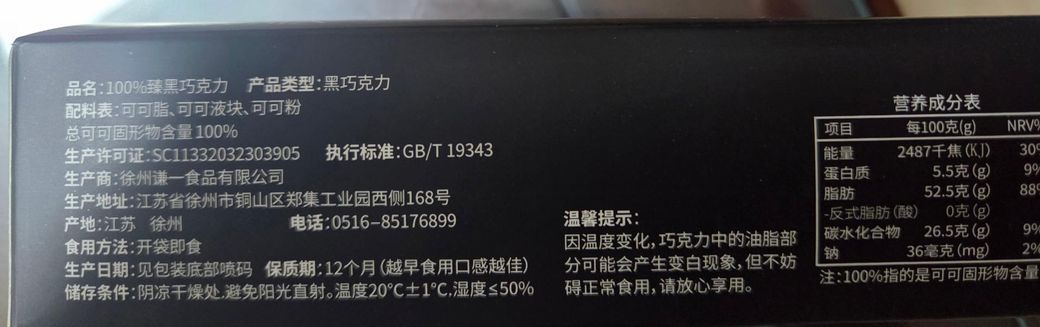 品名:100%臻黑巧克力 产品类型:黑巧克力
配料表:可可脂、可可液块、可可粉
总可可固形物含量100%
生产许可证:SC11332032303905 执行标准:GB/T 19343
生产商:徐州谦一食品有限公司
生产地址:江苏省徐州市铜山区郑集工业园西侧168号
产地:江苏 徐州 电话:0516-85176899
食用方法:开袋即食
生产日期:见包装底部喷码 保质期:12个月(越早食用口感越佳)
储存条件:阴凉干燥处.避免阳光直射。温度20℃±1℃.湿度≤50%
温馨提示:
因温度变化,巧克力中的油脂部
分可能会产生变白现象,但不妨
碍正常食用,请放心享用。
营养成分表
项目 每100克(g) NRV%
能量 2487千焦(KJ) 30%
蛋白质 5.5克(g) 9%
脂肪 52.5克(g) 88%
-反式脂肪(酸) 0克(g)
碳水化合物 26.5克(g) 9%
钠 36毫克(mg) 2%
注:100%指的是可可固形物含量